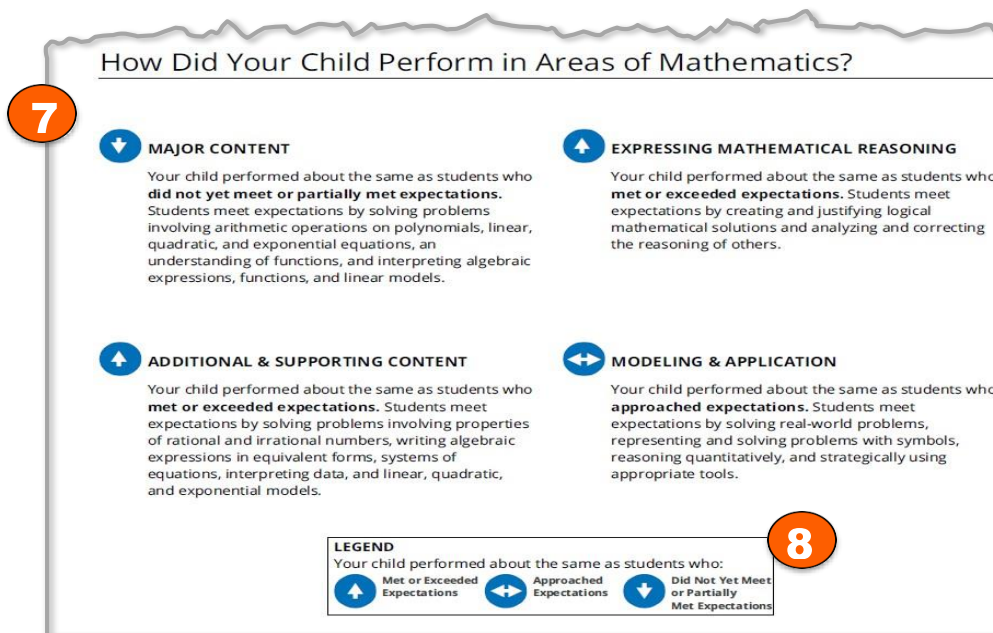 How Did Your Child Perform in Areas of Mathematics?
7
MAJOR CONTENT
Your child performed about the same as students who
did not yet meet or partially met expectations.
Students meet expectations by solving problems
involving arithmetic operations on polynomials, linear,
quadratic, and exponential equations, an
understanding of functions, and interpreting algebraic
expressions, functions, and linear models.
EXPRESSING MATHEMATICAL REASONING
Your child performed about the same as students who
met or exceeded expectations. Students meet
expectations by creating and justifying logical
mathematical solutions and analyzing and correcting
the reasoning of others.
ADDITIONAL & SUPPORTING CONTENT
Your child performed about the same as students who
met or exceeded expectations. Students meet
expectations by solving problems involving properties
of rational and irrational numbers, writing algebraic
expressions in equivalent forms, systems of
equations, interpreting data, and linear, quadratic,
and exponential models.
MODELING & APPLICATION
Your child performed about the same as students who
approached expectations. Students meet
expectations by solving real-world problems,
representing and solving problems with symbols,
reasoning quantitatively, and strategically using
appropriate tools.
8
LEGEND
Your child performed about the same as students who:
Met or Exceeded
Expectations
Approached
Expectations
Did Not Yet Meet
or Partially
Met Expectations